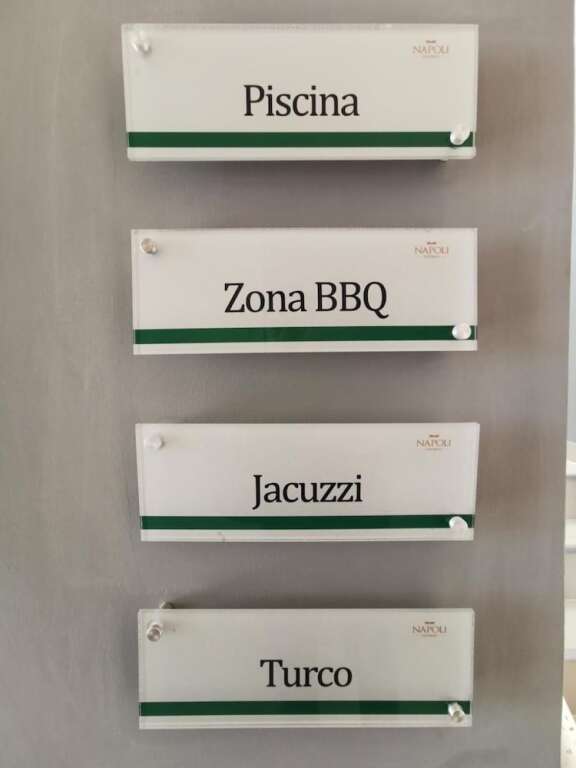 NAPOLI
Piscina
NAPOLI
Zona BBQ
NAPOLI
Jacuzzi
NAPOLI
Turco